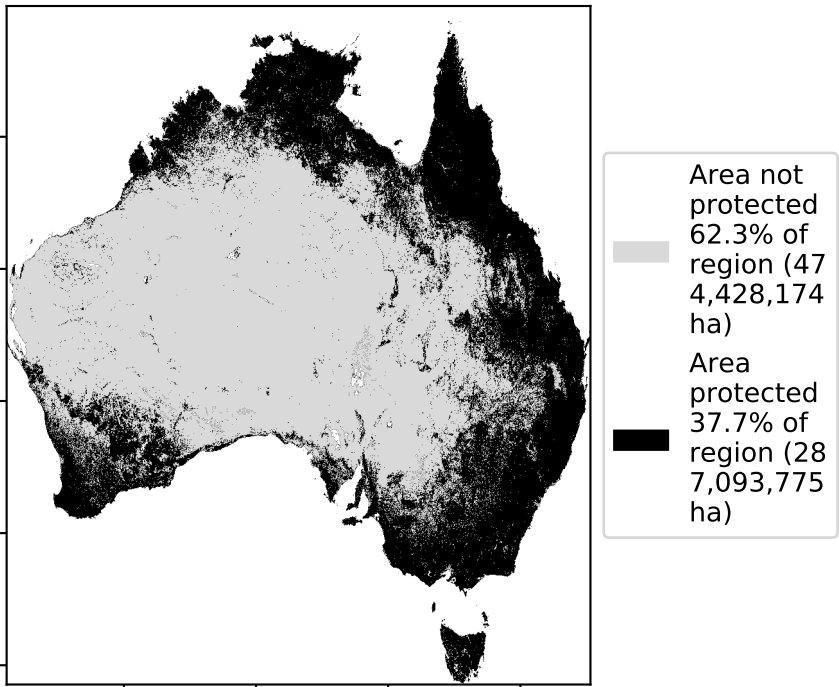 Area not
protected
62.3% of
region (47
4,428,174
ha)
Area
protected
37.7% of
region (28
7,093,775
ha)